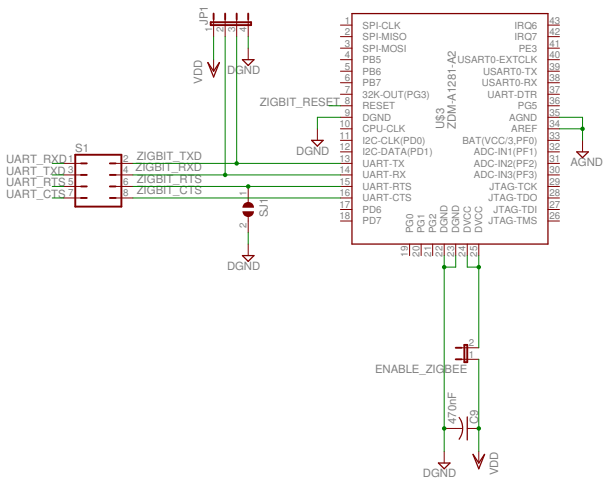 JP1
1
2
3
4
VDD
DGND
U$3
ZDM-A1281-A2
1 SPI-CLK
2 SPI-MISO
3 SPI-MOSI
4 PB5
5 PB6
6 PB7
7 32K-OUT(PG3)
ZIGBIT_RESET 8 RESET
9 DGND
10 CPU-CLK
11 I2C-CLK(PD0)
12 I2C-DATA(PD1)
13 UART-TX
14 UART-RX
15 UART-RTS
16 UART-CTS
17 PD6
18 PD7
IRQ6 43
IRQ7 42
PE3 41
USART0-EXTCLK 40
USART0-TX 39
USART0-RX 38
UART-DTR 37
PG5 36
AGND 35
AREF 34
BAT(VCC/3,PF0) 33
ADC-IN1(PF1) 32
ADC-IN2(PF2) 31
ADC-IN3(PF3) 30
JTAG-TCK 29
JTAG-TDO 28
JTAG-TDI 27
JTAG-TMS 26
PG0 19
PG1 20
PG2 21
DGND 22
DGND 23
DVCC 24
DVCC 25
DGND
AGND
S1
UART_RXD 1
UART_TXD 3
UART_RTS 5
UART_CTS 7
2 ZIGBIT_TXD
4 ZIGBIT_RXD
6 ZIGBIT_RTS
8 ZIGBIT_CTS
1
SJ1
2
DGND
2
1
ENABLE_ZIGBEE
470nF
C9
DGND
VDD